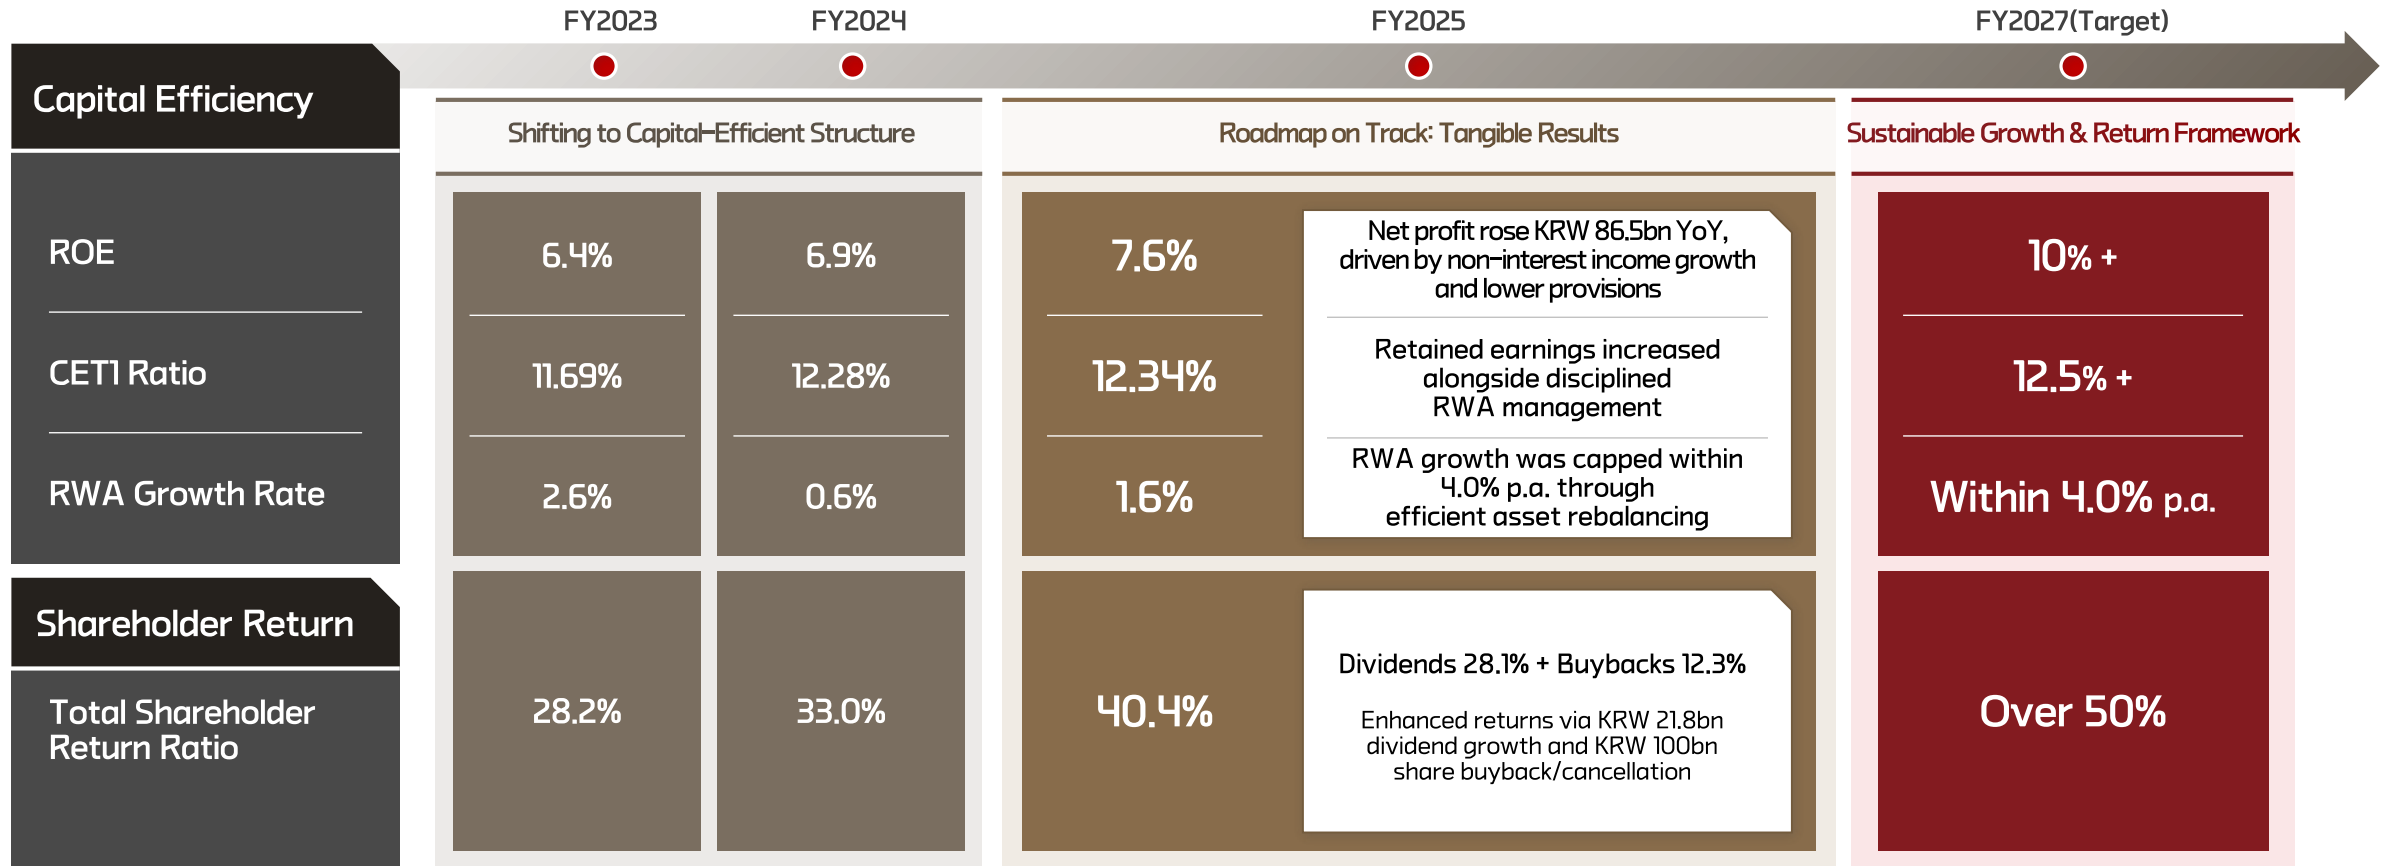 FY2023 FY2024 FY2025 FY2027(Target)
Capital Efficiency
Shifting to Capital-Efficient Structure
Roadmap on Track: Tangible Results
Sustainable Growth & Return Framework
ROE
6.4%
6.9%
7.6%
Net profit rose KRW 86.5bn YoY,
driven by non-interest income growth
and lower provisions
10% +
CET1 Ratio
11.69%
12.28%
12.34%
Retained earnings increased
alongside disciplined
RWA management
12.5% +
RWA Growth Rate
2.6%
0.6%
1.6%
RWA growth was capped within
4.0% p.a. through
efficient asset rebalancing
Within 4.0% p.a.
Shareholder Return
Total Shareholder
Return Ratio
28.2%
33.0%
40.4%
Dividends 28.1% + Buybacks 12.3%
Enhanced returns via KRW 21.8bn
dividend growth and KRW 100bn
share buyback/cancellation
Over 50%